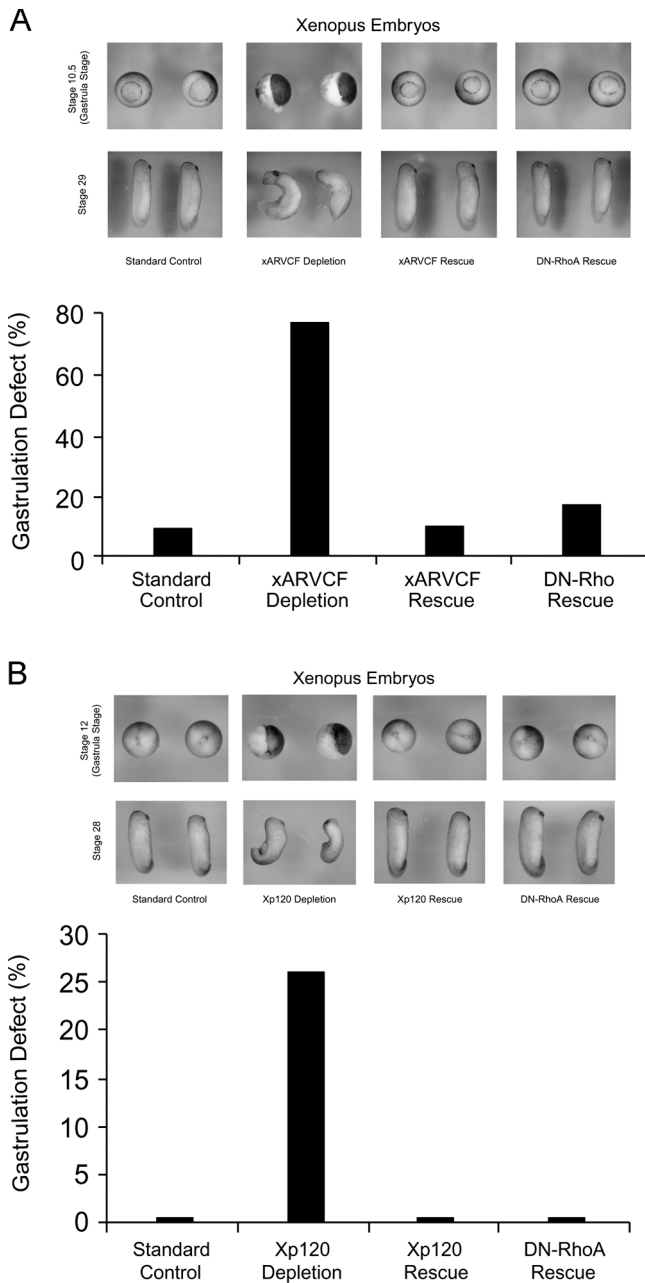 A
Xenopus Embryos
Stage 10.5
(Gastrula Stage)
Stage 29
Standard Control
xARVCF Depletion
xARVCF Rescue
DN-RhoA Rescue
Gastrulation Defect (%)
80
60
40
20
0
Standard
Control
xARVCF
Depletion
xARVCF
Rescue
DN-Rho
Rescue
B
Xenopus Embryos
Stage 12
(Gastrula Stage)
Stage 28
Standard Control
Xp120 Depletion
Xp120 Rescue
DN-RhoA Rescue
Gastrulation Defect (%)
30
25
20
15
10
5
0
Standard
Control
Xp120
Depletion
Xp120
Rescue
DN-RhoA
Rescue